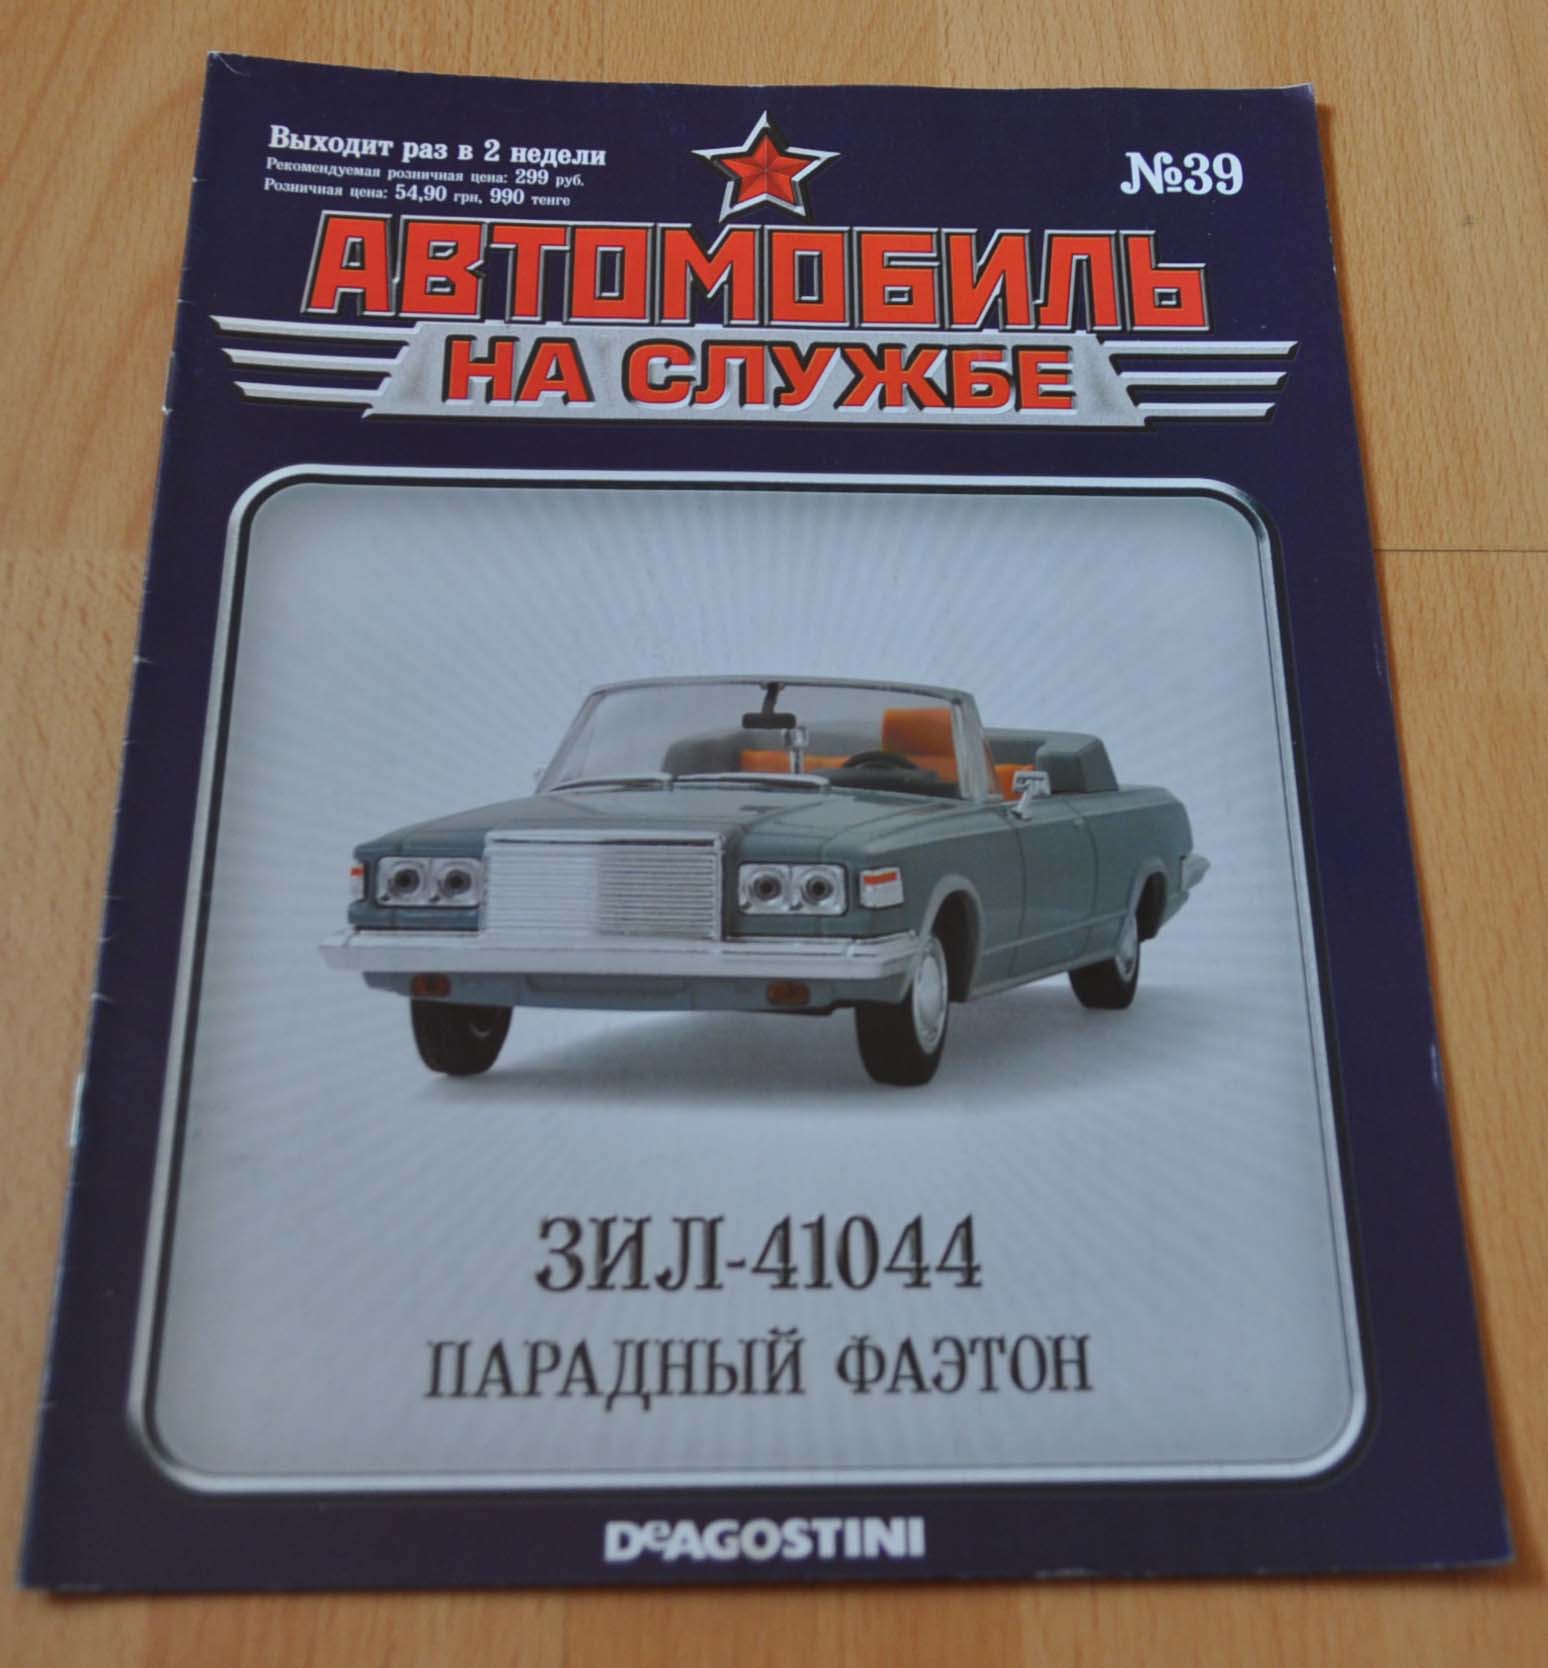 Выходит раз в 2 недели
Рекомендуемая розничная цена: 299 руб.
Розничная цена: 54,90 грн, 990 тенге
№39
АВТОМОБИЛЬ
НА СЛУЖБЕ
ЗИЛ-41044
ПАРАДНЫЙ ФАЭТОН
DeAGOSTINI